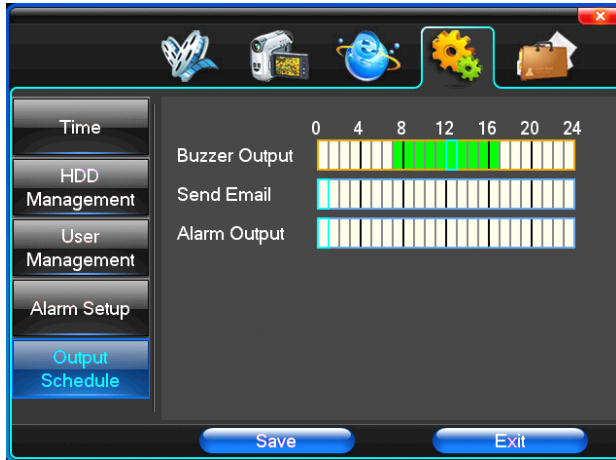 Time
HDD
Management
User
Management
Alarm Setup
Output
Schedule
0 4 8 12 16 20 24
Buzzer Output
Send Email
Alarm Output
Save
Exit